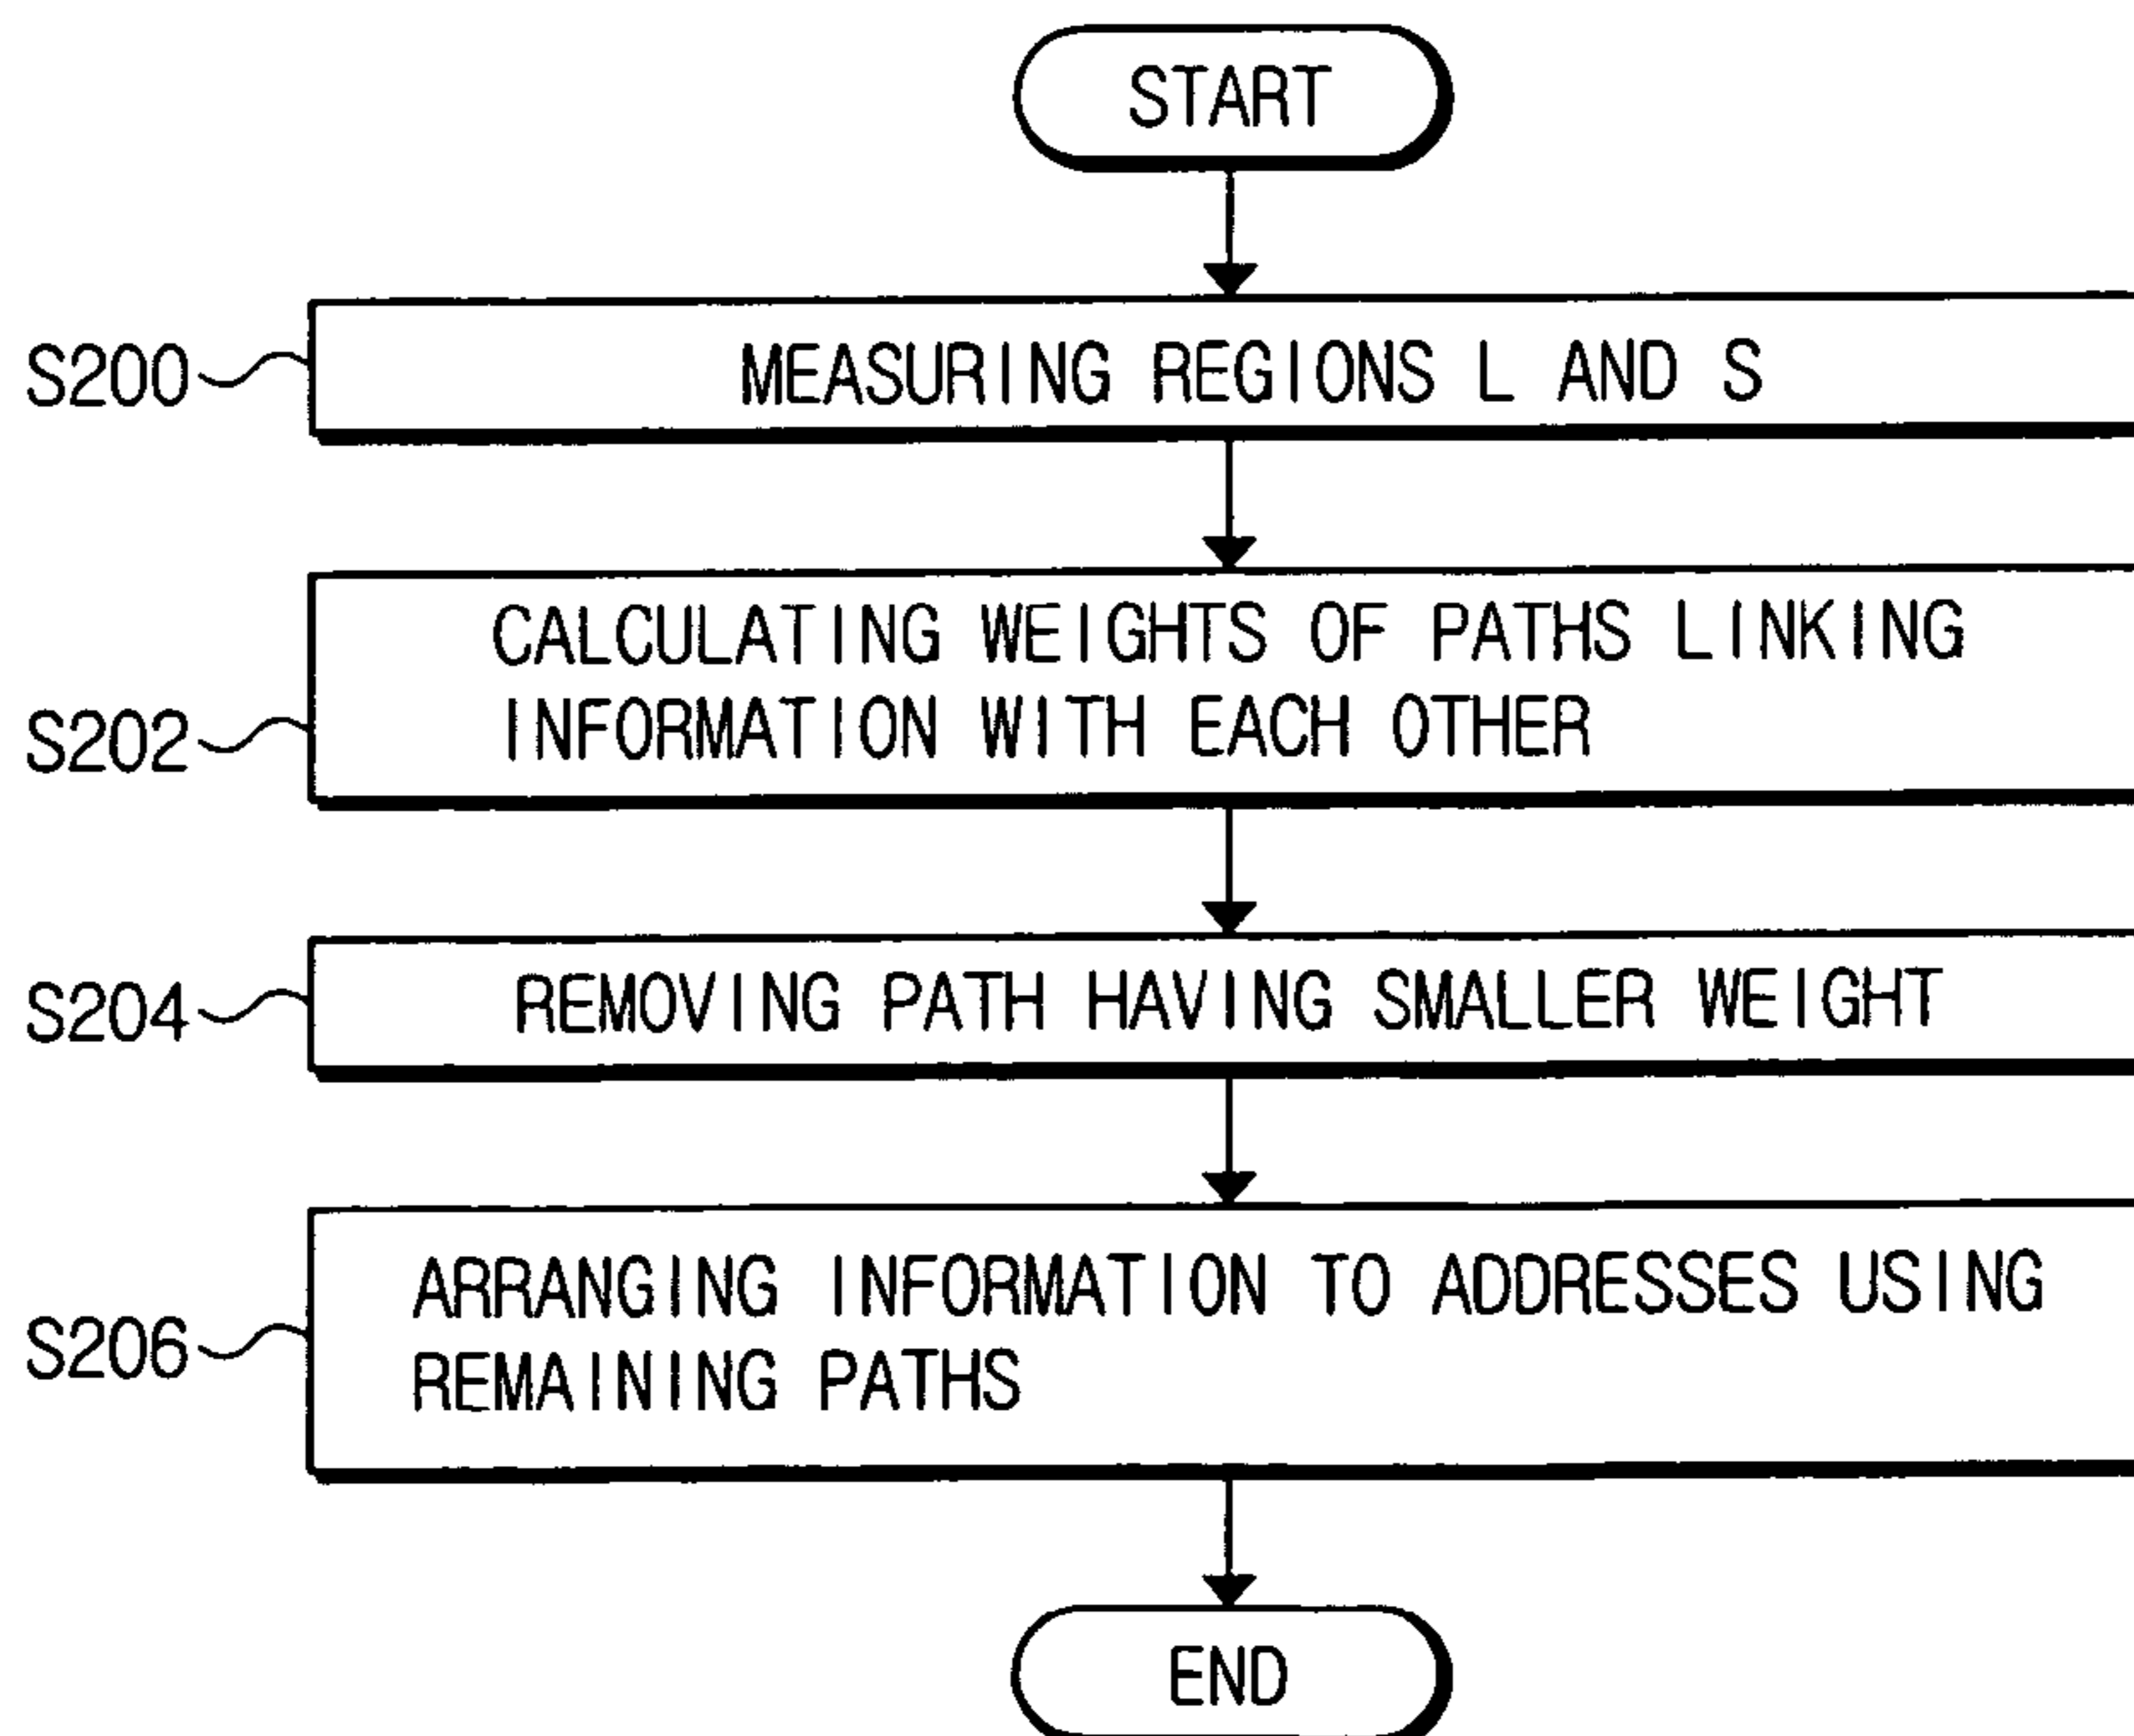 START
S200
MEASURING REGIONS L AND S
S202
CALCULATING WEIGHTS OF PATHS LINKING
INFORMATION WITH EACH OTHER
S204
REMOVING PATH HAVING SMALLER WEIGHT
S206
ARRANGING INFORMATION TO ADDRESSES USING
REMAINING PATHS
END